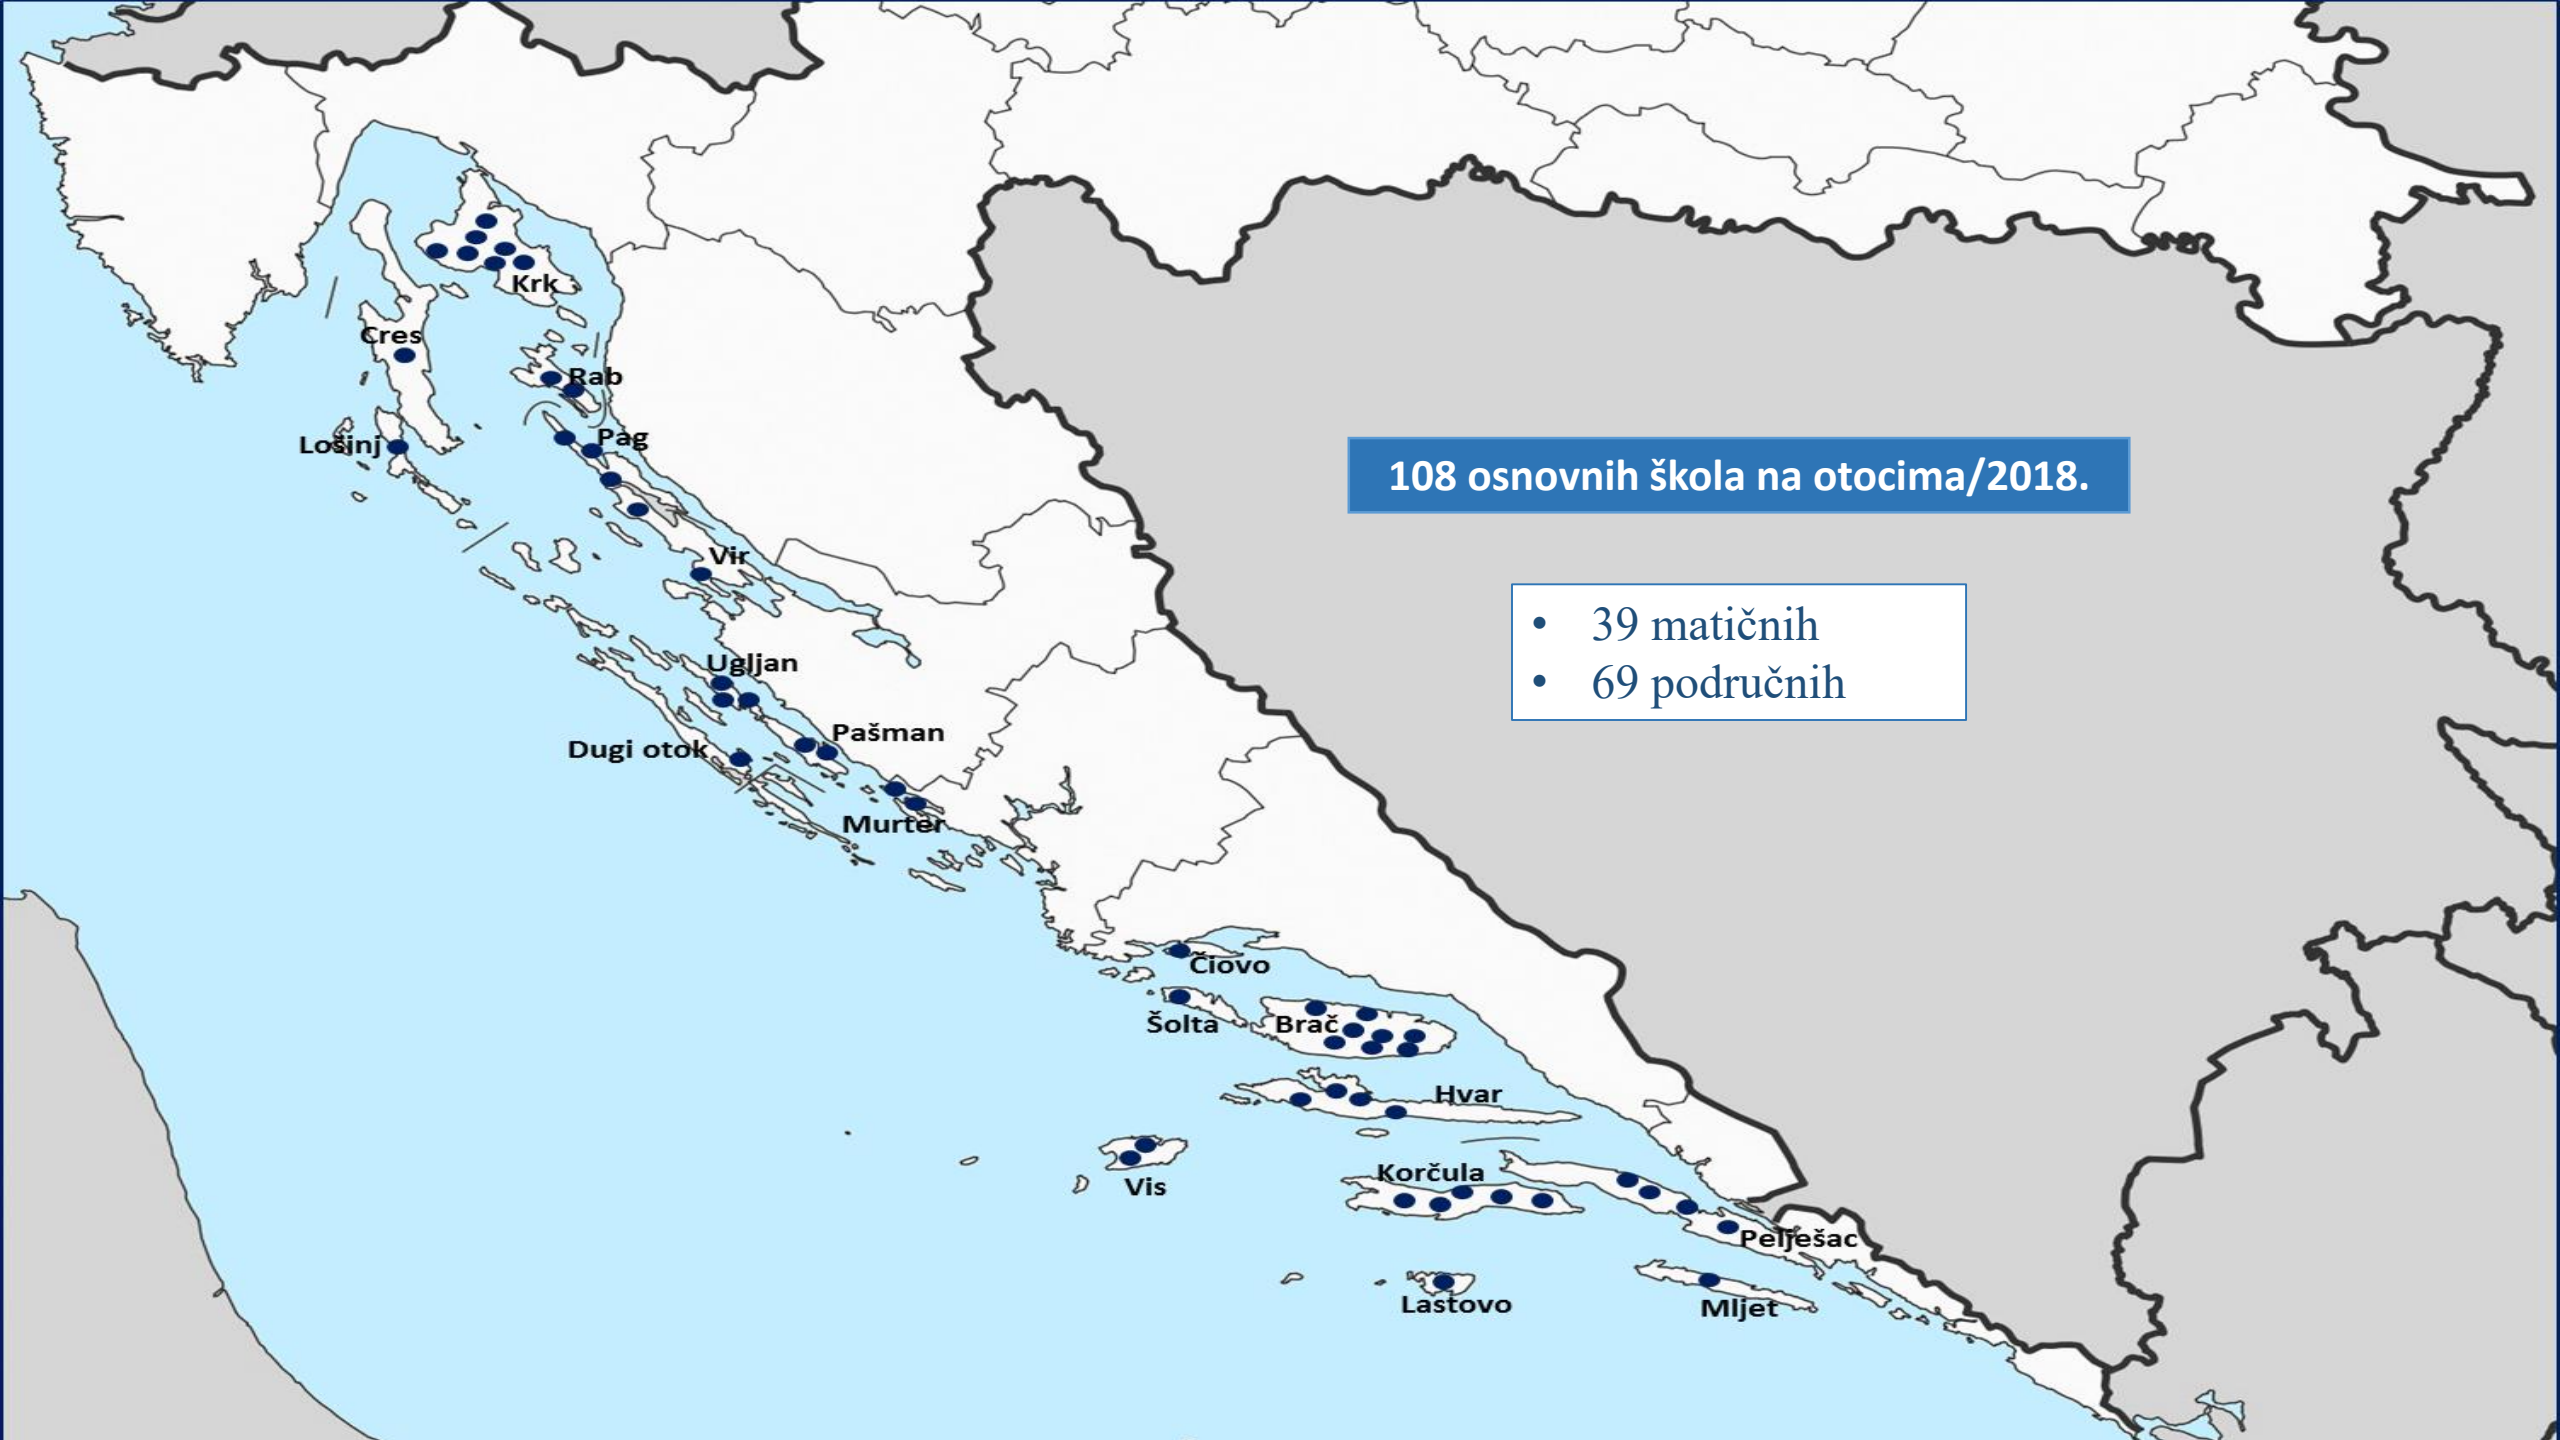 Krk
Cres
Rab
Lošinj
Pag
108 osnovnih škola na otocima/2018.
Vir
• 39 matičnih
• 69 područnih
Ugljan
Pašman
Dugi otok
Murter
Čiovo
Šolta
Brač
Hvar
Korčula
Vis
Pelješac
Lastovo
Mljet